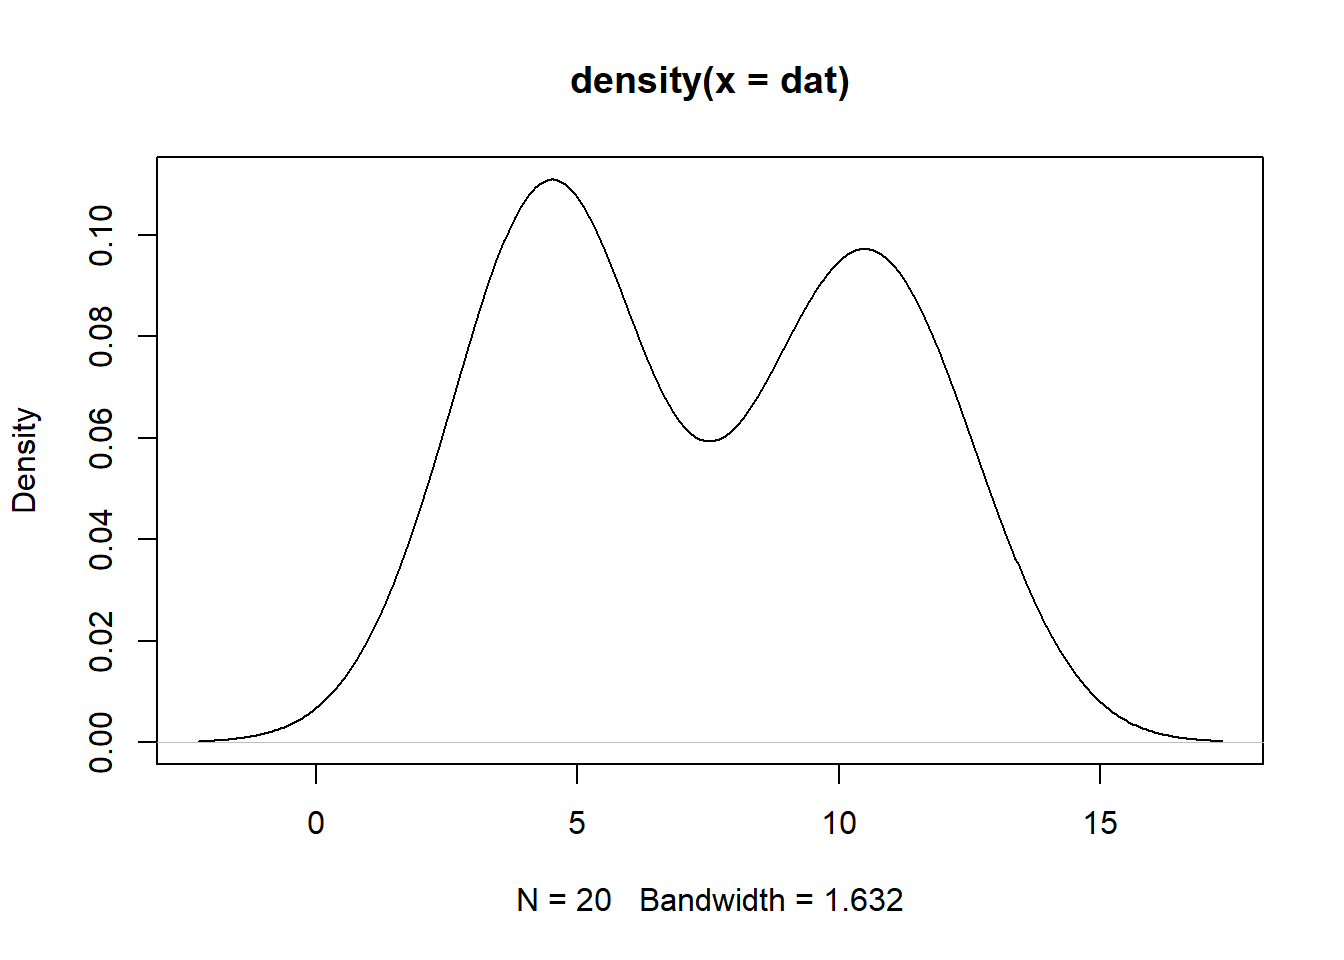 density(x = dat)
Density
0.10
0.08
0.06
0.04
0.02
0.00
0 5 10 15
N = 20 Bandwidth = 1.632